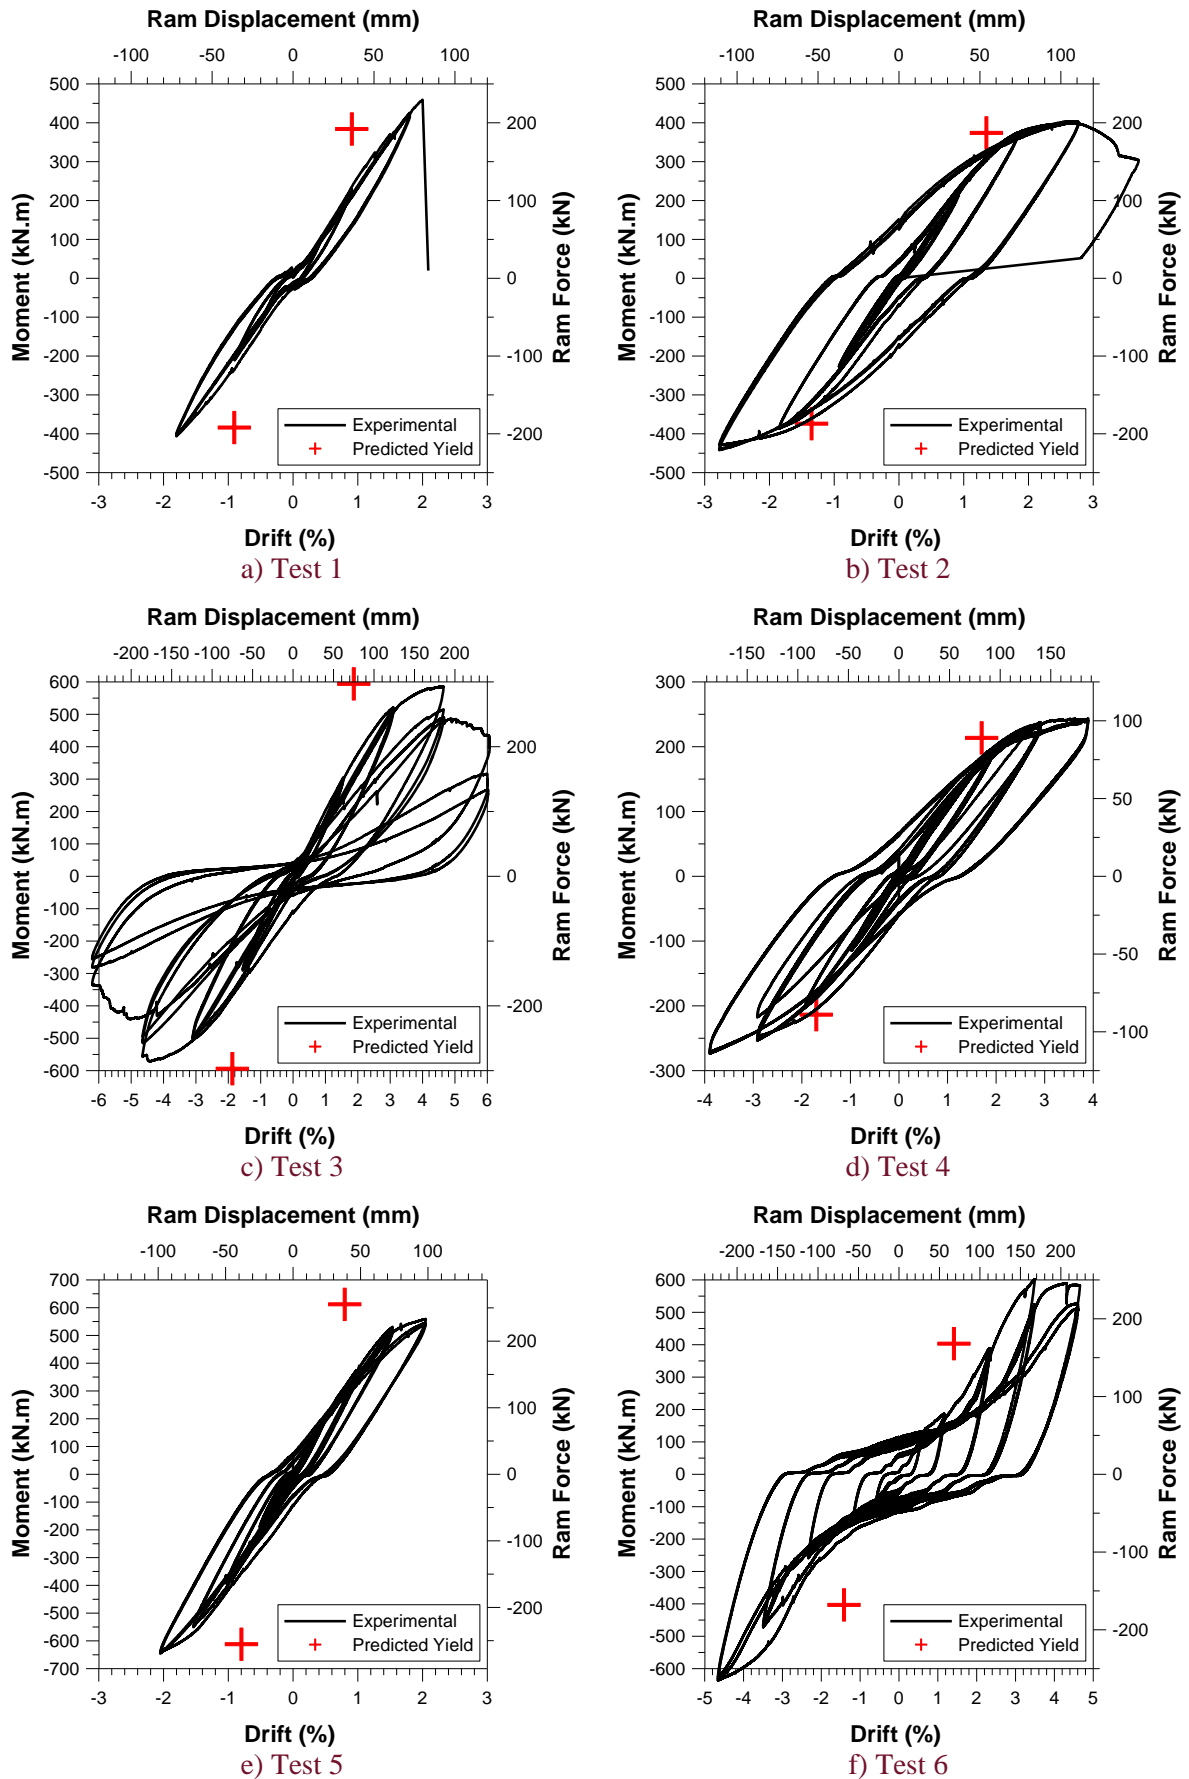 Ram Displacement (mm)
-100 -50 0 50 100
500
400
300
200
100
0
-100
-200
-300
-400
-500
Moment (kN.m)
200
100
0
-100
-200
Ram Force (kN)
Experimental
Predicted Yield
-3 -2 -1 0 1 2 3
Drift (%)
a) Test 1
Ram Displacement (mm)
-100 -50 0 50 100
500
400
300
200
100
0
-100
-200
-300
-400
-500
Moment (kN.m)
200
100
0
-100
-200
Ram Force (kN)
Experimental
Predicted Yield
-3 -2 -1 0 1 2 3
Drift (%)
b) Test 2
Ram Displacement (mm)
-200 -150 -100 -50 0 50 100 150 200
600
500
400
300
200
100
0
-100
-200
-300
-400
-500
-600
Moment (kN.m)
200
0
-200
Ram Force (kN)
Experimental
Predicted Yield
-6 -5 -4 -3 -2 -1 0 1 2 3 4 5 6
Drift (%)
c) Test 3
Ram Displacement (mm)
-150 -100 -50 0 50 100 150
300
200
100
0
-100
-200
-300
Moment (kN.m)
100
50
0
-50
-100
Ram Force (kN)
Experimental
Predicted Yield
-4 -3 -2 -1 0 1 2 3 4
Drift (%)
d) Test 4
Ram Displacement (mm)
-100 -50 0 50 100
700
600
500
400
300
200
100
0
-100
-200
-300
-400
-500
-600
-700
Moment (kN.m)
200
100
0
-100
-200
Ram Force (kN)
Experimental
Predicted Yield
-3 -2 -1 0 1 2 3
Drift (%)
e) Test 5
Ram Displacement (mm)
-200 -150 -100 -50 0 50 100 150 200
600
500
400
300
200
100
0
-100
-200
-300
-400
-500
-600
Moment (kN.m)
200
100
0
-100
-200
Ram Force (kN)
Experimental
Predicted Yield
-5 -4 -3 -2 -1 0 1 2 3 4 5
Drift (%)
f) Test 6